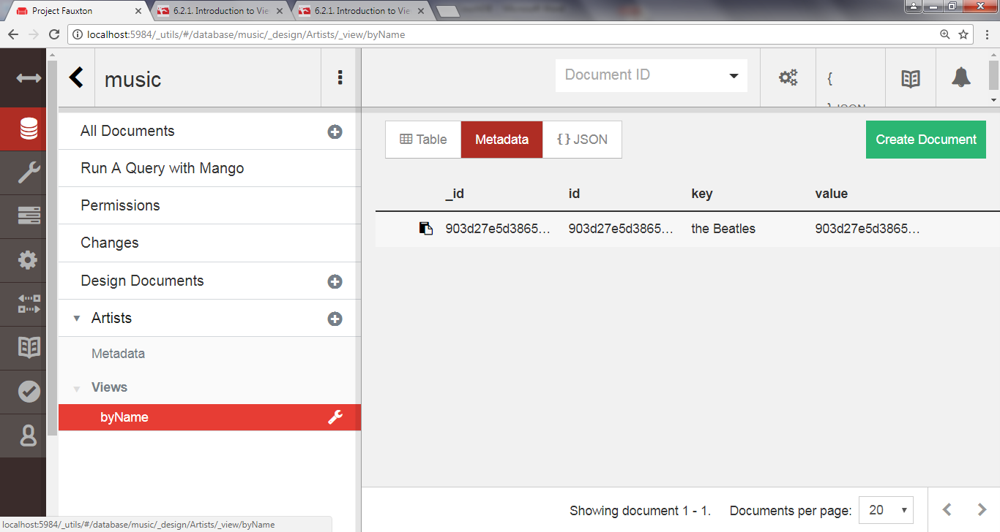 Project Fauxton
6.2.1. Introduction to Vie
6.2.1. Introduction to Vie
localhost:5984/_utils/#/database/music/_design/Artists/_view/byName
music
Document ID
{
} JSON
All Documents
Run A Query with Mango
Permissions
Changes
Design Documents
Artists
Metadata
Views
byName
Table
Metadata
{ } JSON
Create Document
_id id key value
903d27e5d3865... 903d27e5d3865... the Beatles 903d27e5d3865...
Showing document 1 - 1. Documents per page: 20
localhost:5984/_utils/#/database/music/_design/Artists/_view/byName